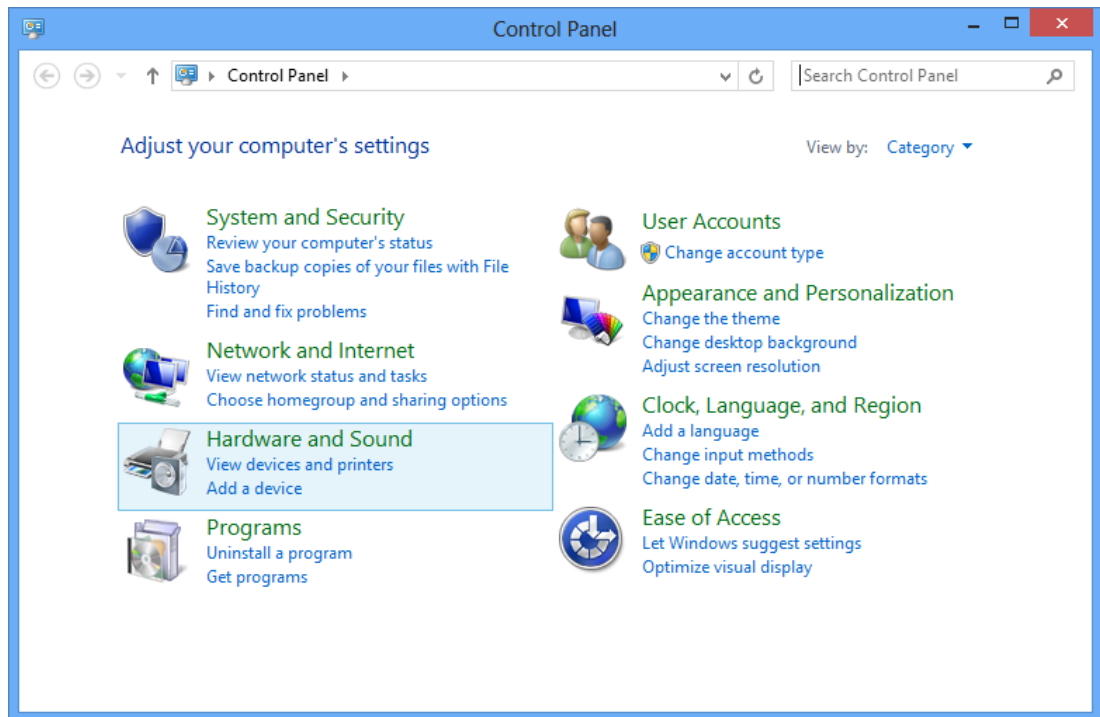 Control Panel
Control Panel
Search Control Panel
Adjust your computer's settings
View by: Category
System and Security
Review your computer's status
Save backup copies of your files with File
History
Find and fix problems
Network and Internet
View network status and tasks
Choose homegroup and sharing options
Hardware and Sound
View devices and printers
Add a device
Programs
Uninstall a program
Get programs
User Accounts
Change account type
Appearance and Personalization
Change the theme
Change desktop background
Adjust screen resolution
Clock, Language, and Region
Add a language
Change input methods
Change date, time, or number formats
Ease of Access
Let Windows suggest settings
Optimize visual display